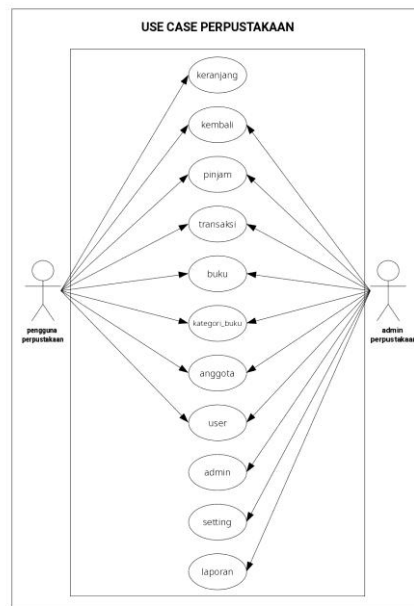 USE CASE PERPUSTAKAAN
keranjang
kembali
pinjam
transaksi
buku
kategori_buku
anggota
user
admin
setting
laporan
pengguna
perpustakaan
admin
perpustakaan